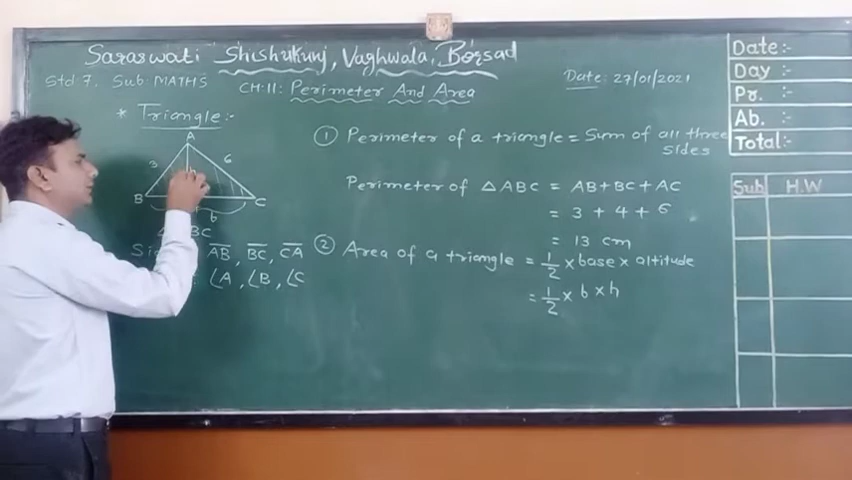 Saraswati Shishukunj, Vaghwala, Borsad
Std 7. Sub: MATHS CH:11: Perimeter And Area Date: 27/01/2021
* Triangle:-
A
3 6
B C
b
BC
① Perimeter of a triangle = Sum of all three
sides
Perimeter of △ABC = AB+BC+AC
= 3 + 4 + 6
= 13 cm
AB, BC, CA
∠A, ∠B, ∠C
② Area of a triangle = 1/2 × base × altitude
= 1/2 × b × h
Date:-
Day :-
Pr. :-
Ab. :-
Total:-
Sub H.W